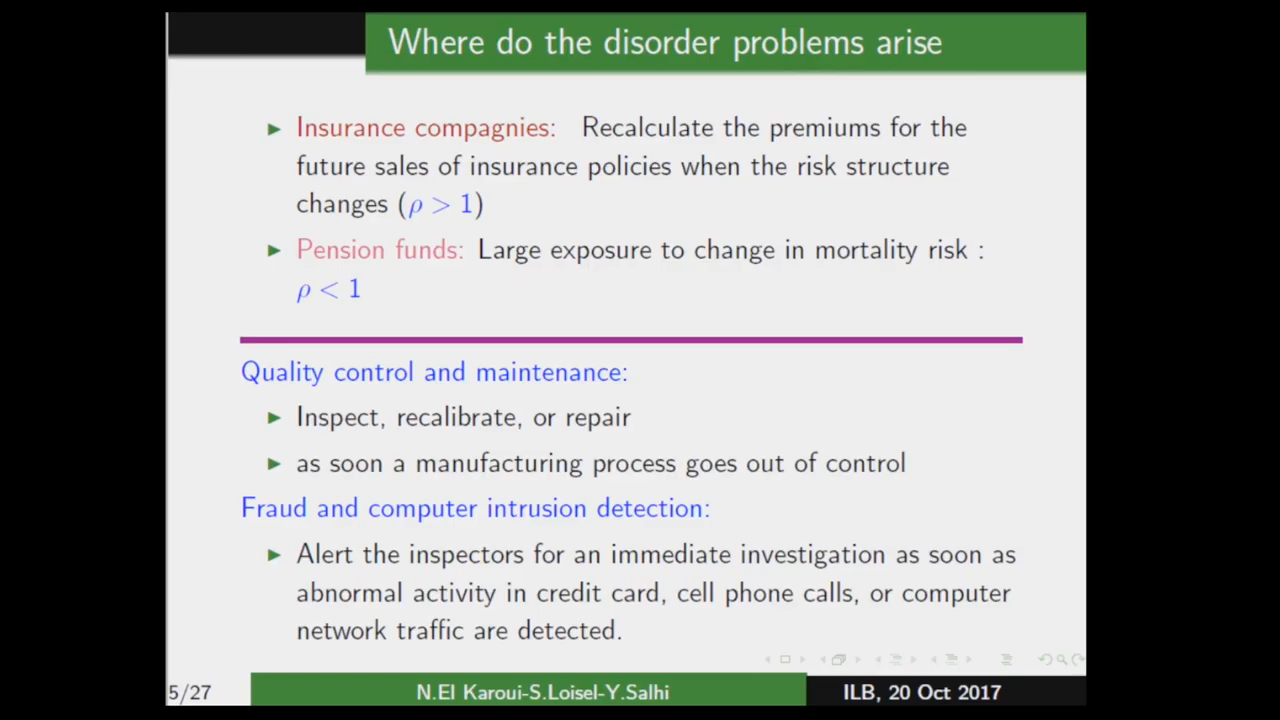 Where do the disorder problems arise
▶ Insurance compagnies: Recalculate the premiums for the
future sales of insurance policies when the risk structure
changes (ρ > 1)
▶ Pension funds: Large exposure to change in mortality risk :
ρ < 1
Quality control and maintenance:
▶ Inspect, recalibrate, or repair
▶ as soon a manufacturing process goes out of control
Fraud and computer intrusion detection:
▶ Alert the inspectors for an immediate investigation as soon as
abnormal activity in credit card, cell phone calls, or computer
network traffic are detected.
5/27 N.El Karoui-S.Loisel-Y.Salhi ILB, 20 Oct 2017